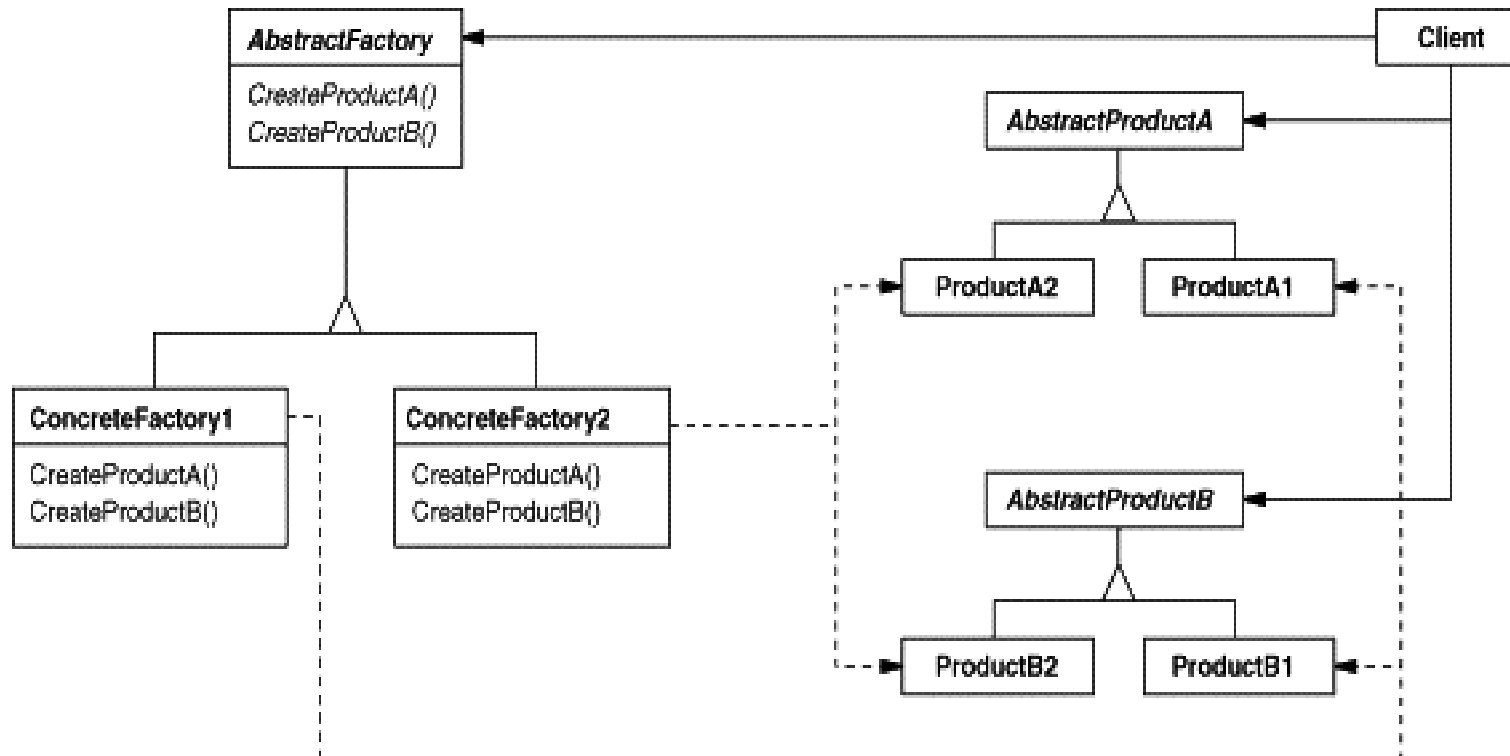 AbstractFactory
CreateProductA()
CreateProductB()
Client
AbstractProductA
ProductA2
ProductA1
ConcreteFactory1
CreateProductA()
CreateProductB()
ConcreteFactory2
CreateProductA()
CreateProductB()
AbstractProductB
ProductB2
ProductB1